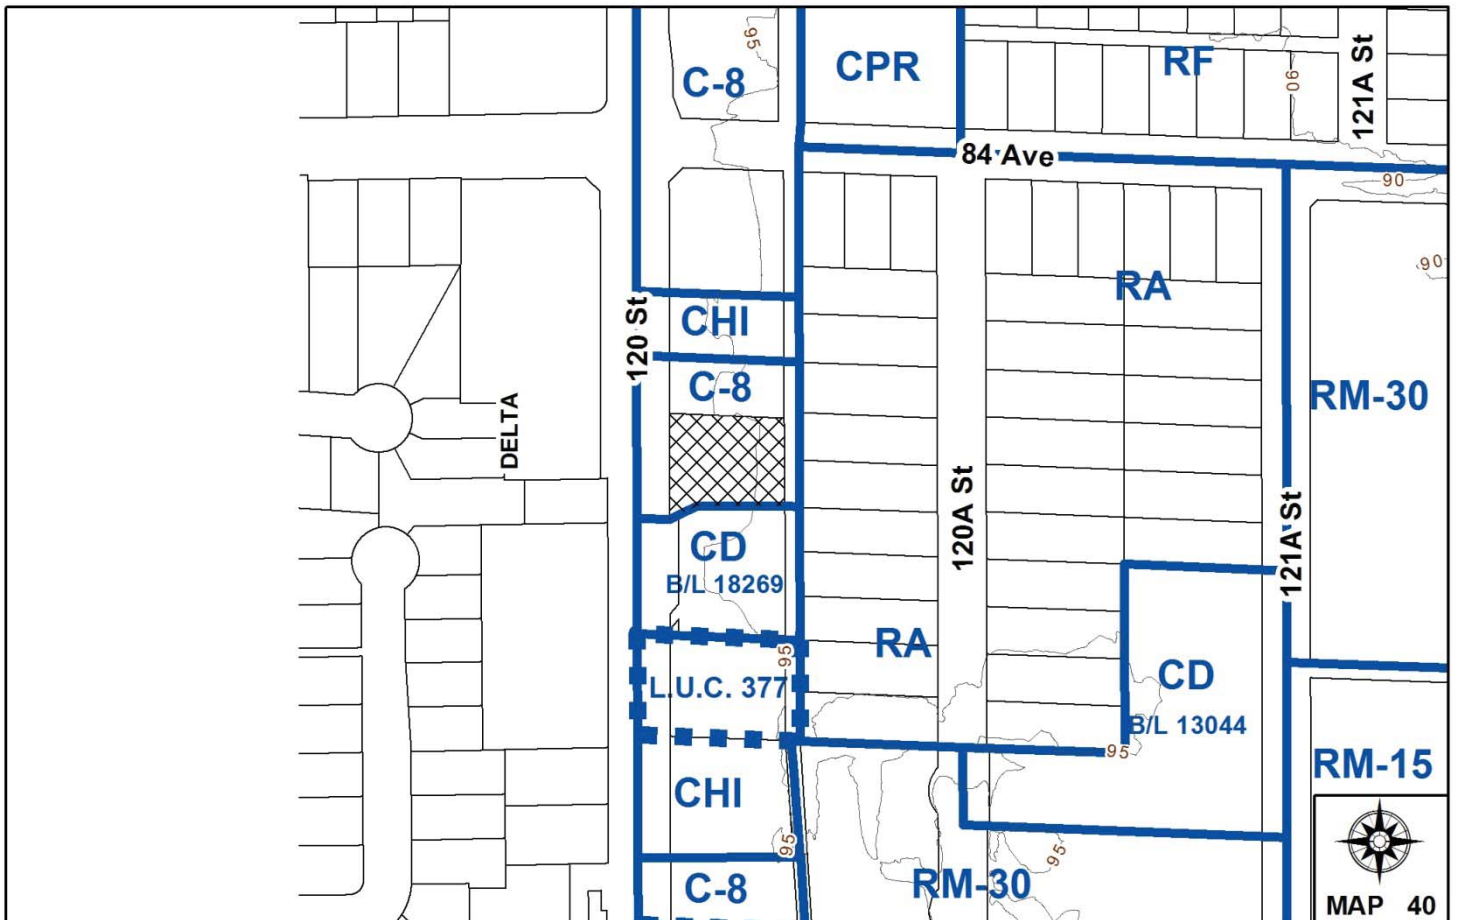 95
C-8
CPR
RF
90
121A St
84 Ave
90
90
RA
120 St
CHI
C-8
RM-30
DELTA
120A St
121A St
CD
B/L 18269
RA
95
L.U.C. 377
CD
B/L 13044
95
RM-15
CHI
95
95
C-8
RM-30
MAP 40